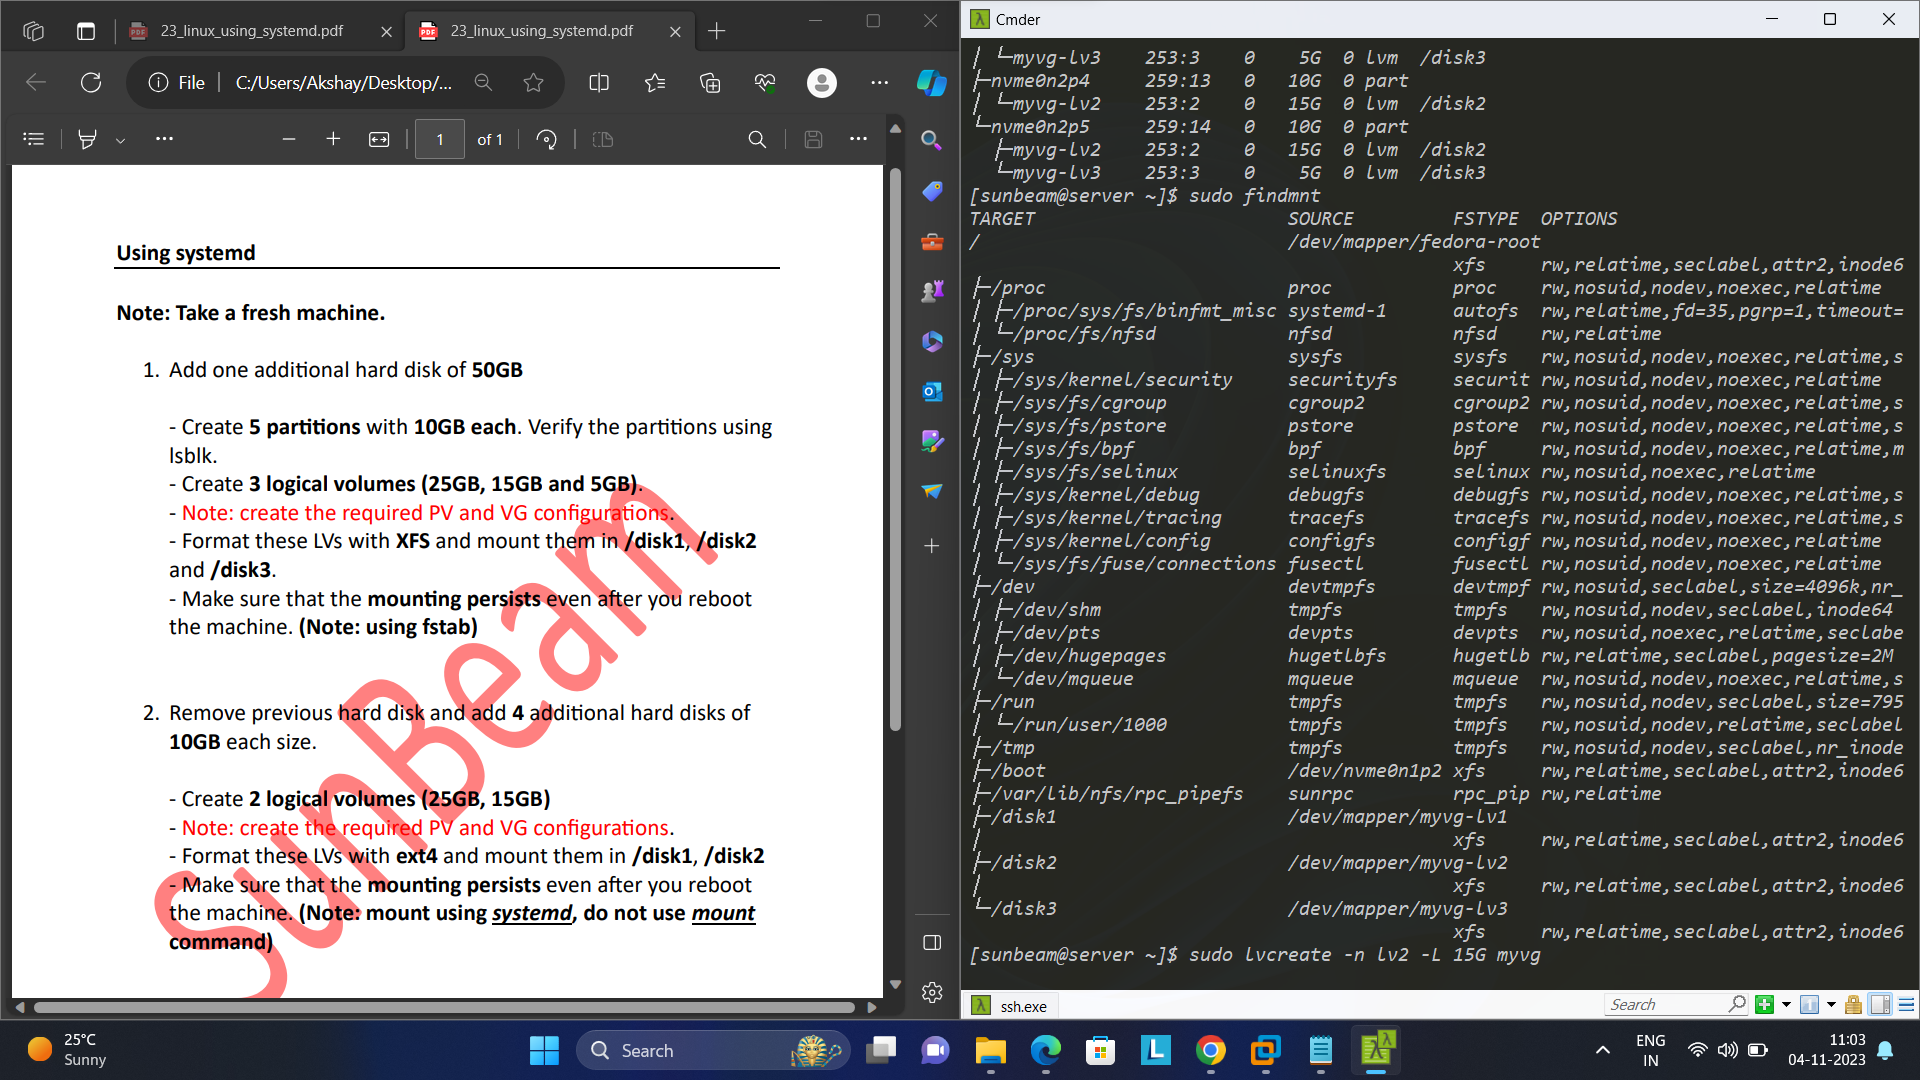 23_linux_using_systemd.pdf
23_linux_using_systemd.pdf
File
C:/Users/Akshay/Desktop/...
1
of 1
Using systemd
Note: Take a fresh machine.
1. Add one additional hard disk of 50GB
- Create 5 partitions with 10GB each. Verify the partitions using
lsblk.
- Create 3 logical volumes (25GB, 15GB and 5GB).
- Note: create the required PV and VG configurations.
- Format these LVs with XFS and mount them in /disk1, /disk2
and /disk3.
- Make sure that the mounting persists even after you reboot
the machine. (Note: using fstab)
2. Remove previous hard disk and add 4 additional hard disks of
10GB each size.
- Create 2 logical volumes (25GB, 15GB)
- Note: create the required PV and VG configurations.
- Format these LVs with ext4 and mount them in /disk1, /disk2
- Make sure that the mounting persists even after you reboot
the machine. (Note: mount using systemd, do not use mount
command)
SunBeam
Cmder
│ └─myvg-lv3    253:3    0    5G  0 lvm  /disk3
├─nvme0n2p4     259:13   0   10G  0 part
│ └─myvg-lv2    253:2    0   15G  0 lvm  /disk2
└─nvme0n2p5     259:14   0   10G  0 part
  ├─myvg-lv2    253:2    0   15G  0 lvm  /disk2
  └─myvg-lv3    253:3    0    5G  0 lvm  /disk3
[sunbeam@server ~]$ sudo findmnt
TARGET                       SOURCE         FSTYPE  OPTIONS
/                            /dev/mapper/fedora-root
                                            xfs     rw,relatime,seclabel,attr2,inode6
├─/proc                      proc           proc    rw,nosuid,nodev,noexec,relatime
│ ├─/proc/sys/fs/binfmt_misc systemd-1      autofs  rw,relatime,fd=35,pgrp=1,timeout=
│ └─/proc/fs/nfsd            nfsd           nfsd    rw,relatime
├─/sys                       sysfs          sysfs   rw,nosuid,nodev,noexec,relatime,s
│ ├─/sys/kernel/security     securityfs     securit rw,nosuid,nodev,noexec,relatime
│ ├─/sys/fs/cgroup           cgroup2        cgroup2 rw,nosuid,nodev,noexec,relatime,s
│ ├─/sys/fs/pstore           pstore         pstore  rw,nosuid,nodev,noexec,relatime,s
│ ├─/sys/fs/bpf              bpf            bpf     rw,nosuid,nodev,noexec,relatime,m
│ ├─/sys/fs/selinux          selinuxfs      selinux rw,nosuid,noexec,relatime
│ ├─/sys/kernel/debug        debugfs        debugfs rw,nosuid,nodev,noexec,relatime,s
│ ├─/sys/kernel/tracing      tracefs        tracefs rw,nosuid,nodev,noexec,relatime,s
│ ├─/sys/kernel/config       configfs       configf rw,nosuid,nodev,noexec,relatime
│ └─/sys/fs/fuse/connections fusectl        fusectl rw,nosuid,nodev,noexec,relatime
├─/dev                       devtmpfs       devtmpf rw,nosuid,seclabel,size=4096k,nr_
│ ├─/dev/shm                 tmpfs          tmpfs   rw,nosuid,nodev,seclabel,inode64
│ ├─/dev/pts                 devpts         devpts  rw,nosuid,noexec,relatime,seclabe
│ ├─/dev/hugepages           hugetlbfs      hugetlb rw,relatime,seclabel,pagesize=2M
│ └─/dev/mqueue              mqueue         mqueue  rw,nosuid,nodev,noexec,relatime,s
├─/run                       tmpfs          tmpfs   rw,nosuid,nodev,seclabel,size=795
│ └─/run/user/1000           tmpfs          tmpfs   rw,nosuid,nodev,relatime,seclabel
├─/tmp                       tmpfs          tmpfs   rw,nosuid,nodev,seclabel,nr_inode
├─/boot                      /dev/nvme0n1p2 xfs     rw,relatime,seclabel,attr2,inode6
├─/var/lib/nfs/rpc_pipefs    sunrpc         rpc_pip rw,relatime
├─/disk1                     /dev/mapper/myvg-lv1
│                                           xfs     rw,relatime,seclabel,attr2,inode6
├─/disk2                     /dev/mapper/myvg-lv2
│                                           xfs     rw,relatime,seclabel,attr2,inode6
└─/disk3                     /dev/mapper/myvg-lv3
                                            xfs     rw,relatime,seclabel,attr2,inode6
[sunbeam@server ~]$ sudo lvcreate -n lv2 -L 15G myvg
ssh.exe
Search
25°C
Sunny
Search
ENG
IN
11:03
04-11-2023